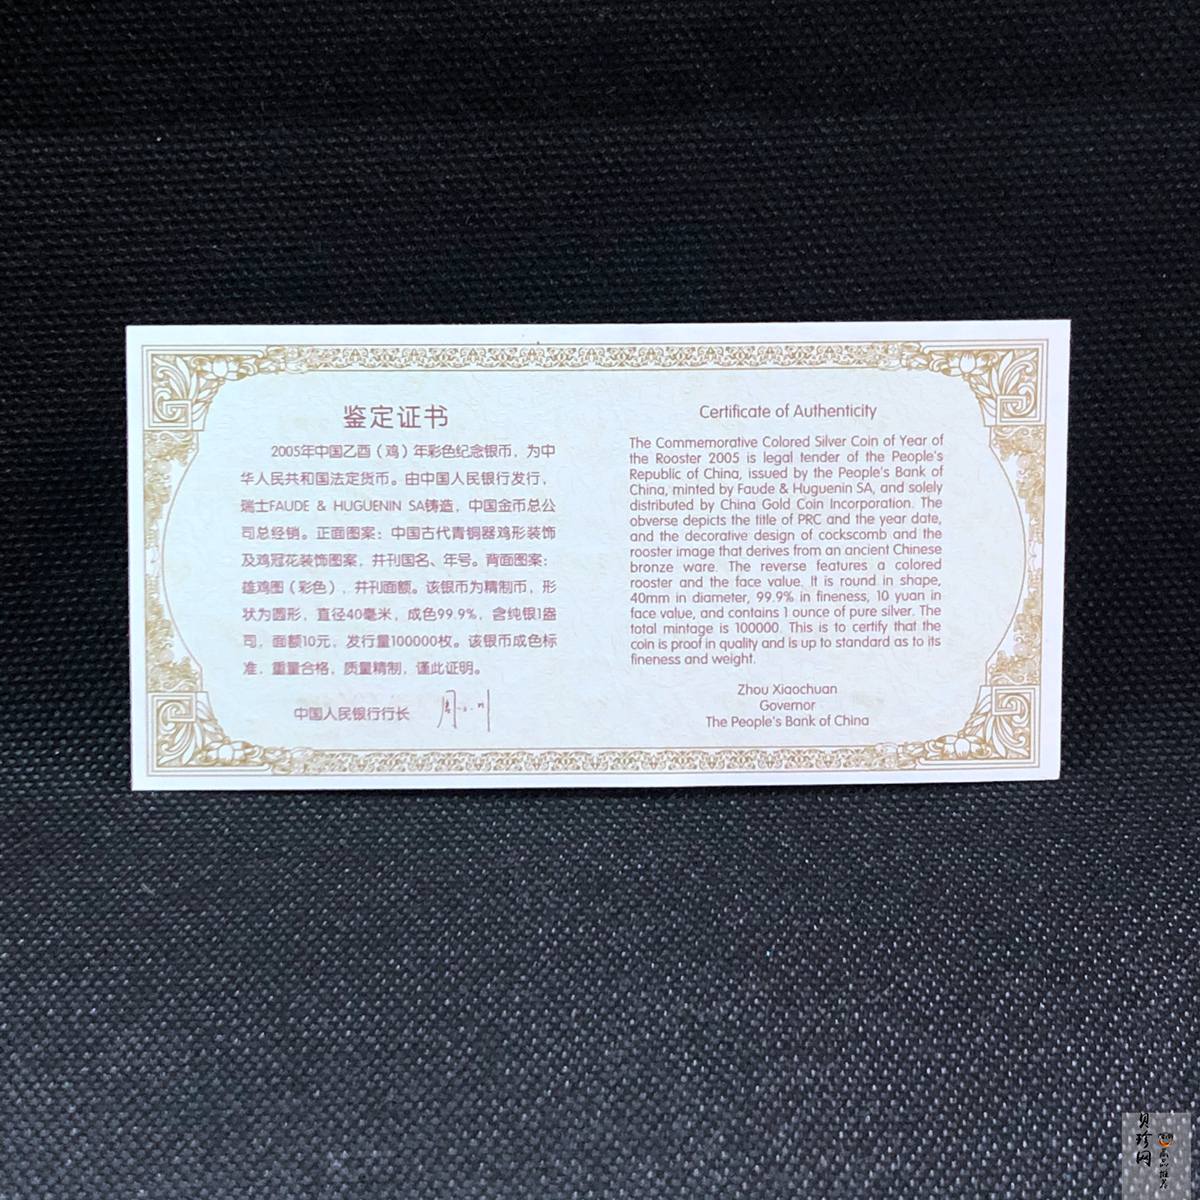 鉴定证书
2005年中国乙酉（鸡）年彩色纪念银币，为中
华人民共和国法定货币。由中国人民银行发行，
瑞士FAUDE & HUGUENIN SA铸造，中国金币总公
司总经销。正面图案：中国古代青铜器鸡形装饰
及鸡冠花装饰图案，并刊国名、年号。背面图案：
雄鸡图（彩色），并刊面额。该银币为精制币，形
状为圆形，直径40毫米，成色99.9%，含纯银1盎
司，面额10元，发行量100000枚。该银币成色标
准，重量合格，质量精制，谨此证明。
中国人民银行行长
Certificate of Authenticity
The Commemorative Colored Silver Coin of Year of
the Rooster 2005 is legal tender of the People's
Republic of China, issued by the People's Bank of
China, minted by Faude & Huguenin SA, and solely
distributed by China Gold Coin Incorporation. The
obverse depicts the title of PRC and the year date,
and the decorative design of cockscomb and the
rooster image that derives from an ancient Chinese
bronze ware. The reverse features a colored
rooster and the face value. It is round in shape,
40mm in diameter, 99.9% in fineness, 10 yuan in
face value, and contains 1 ounce of pure silver. The
total mintage is 100000. This is to certify that the
coin is proof in quality and is up to standard as to its
fineness and weight.
Zhou Xiaochuan
Governor
The People's Bank of China
贝珍网